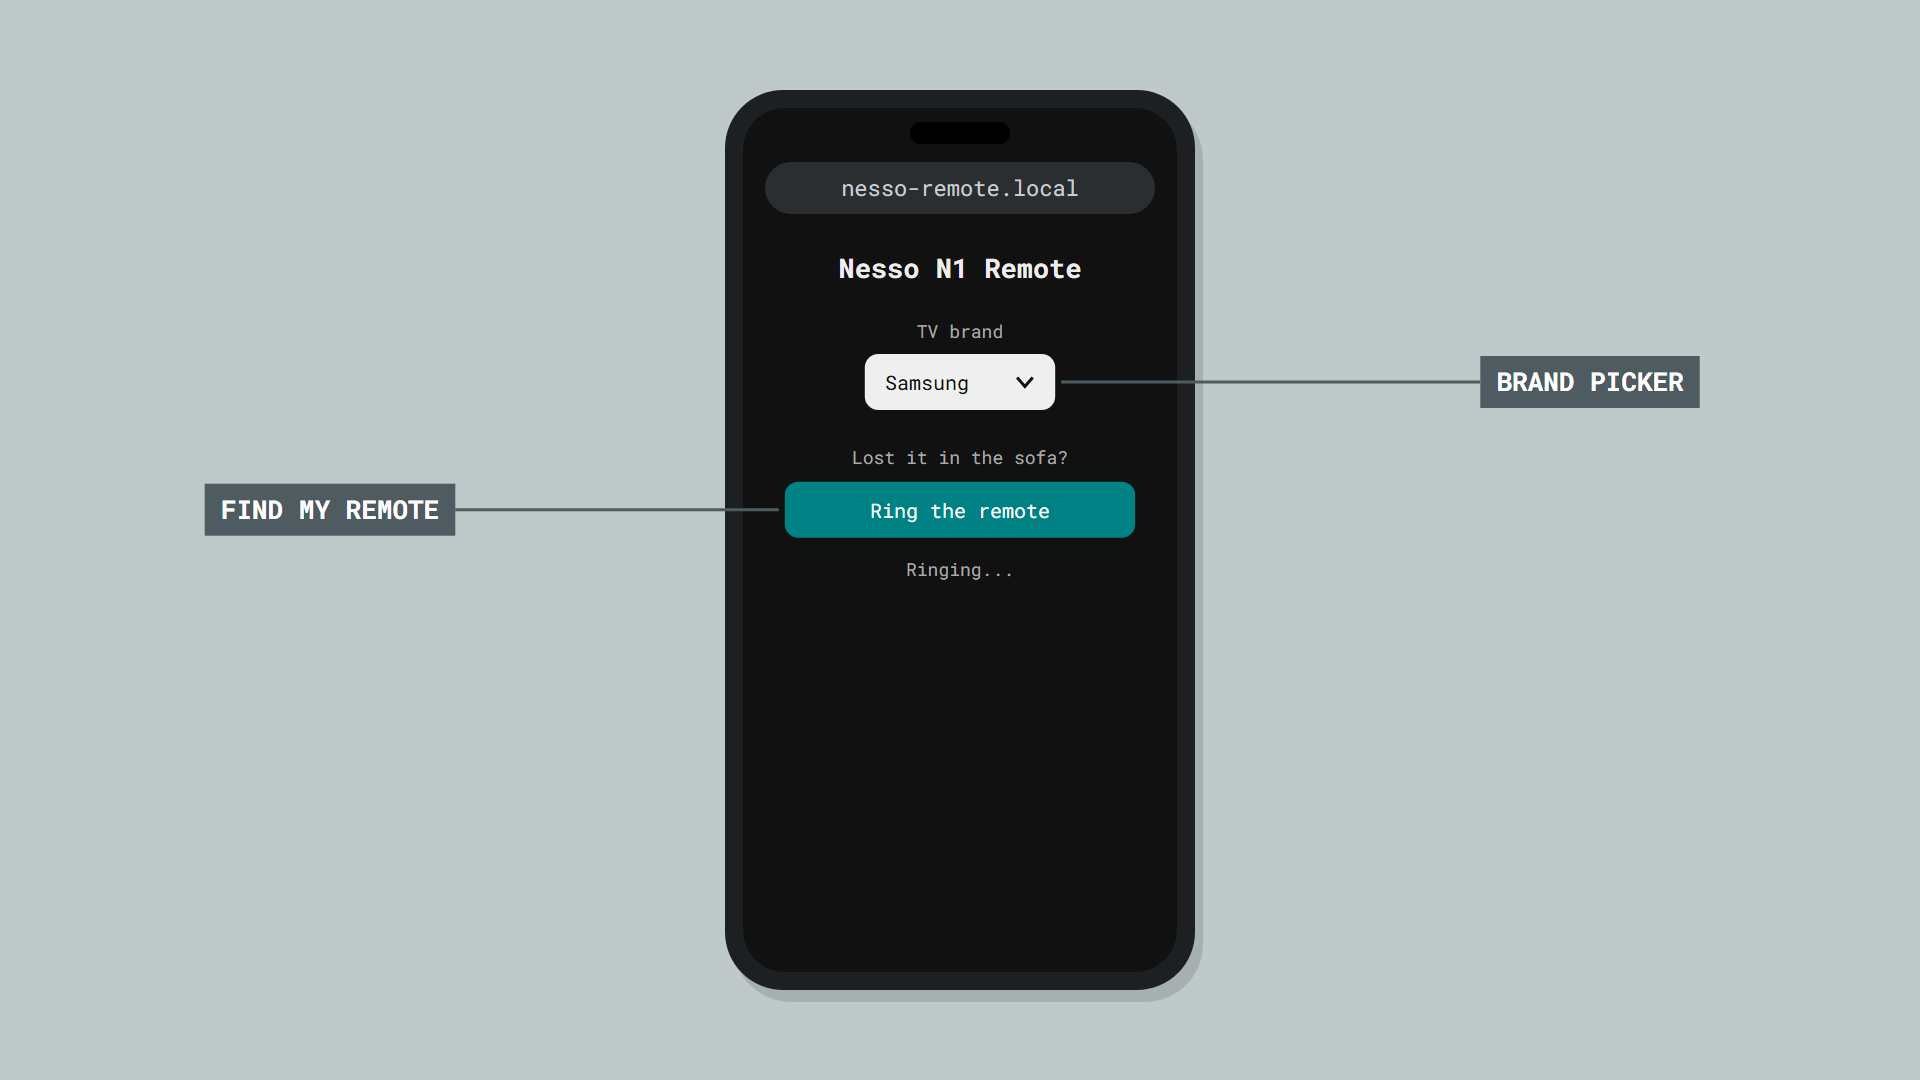 nesso-remote.local
Nesso N1 Remote
TV brand
Samsung
BRAND PICKER
Lost it in the sofa?
FIND MY REMOTE
Ring the remote
Ringing...